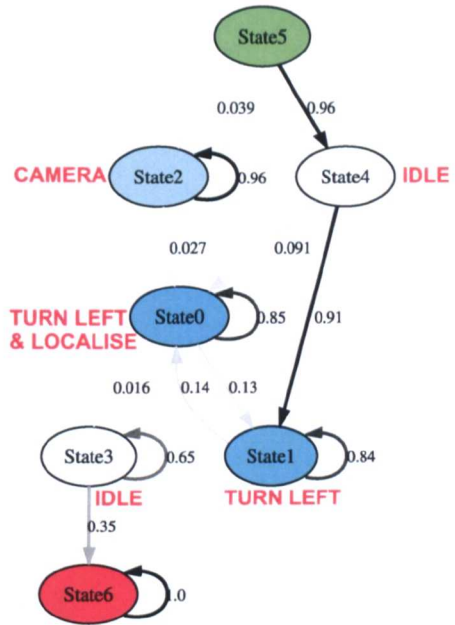 State5
0.039
0.96
CAMERA
State2
0.96
State4
IDLE
0.027
0.091
TURN LEFT
& LOCALISE
State0
0.85
0.91
0.016
0.14
0.13
State3
0.65
State1
0.84
IDLE
TURN LEFT
0.35
State6
.0